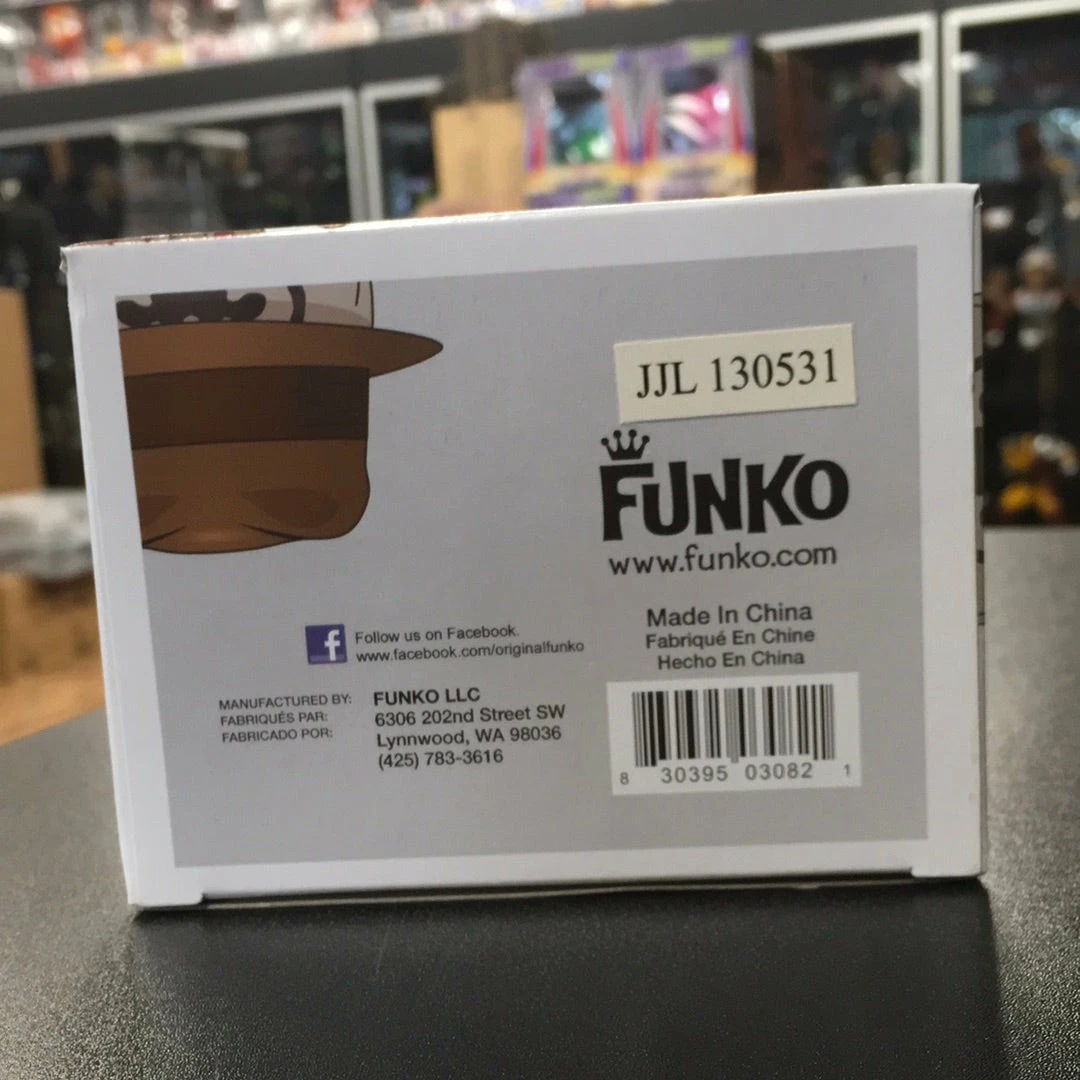 JJL 130531
FUNKO
www.funko.com
Made In China
Fabriqué En Chine
Hecho En China
f Follow us on Facebook.
www.facebook.com/originalfunko
MANUFACTURED BY:
FABRIQUÉS PAR:
FABRICADO POR:
FUNKO LLC
6306 202nd Street SW
Lynnwood, WA 98036
(425) 783-3616
8 30395 03082 1